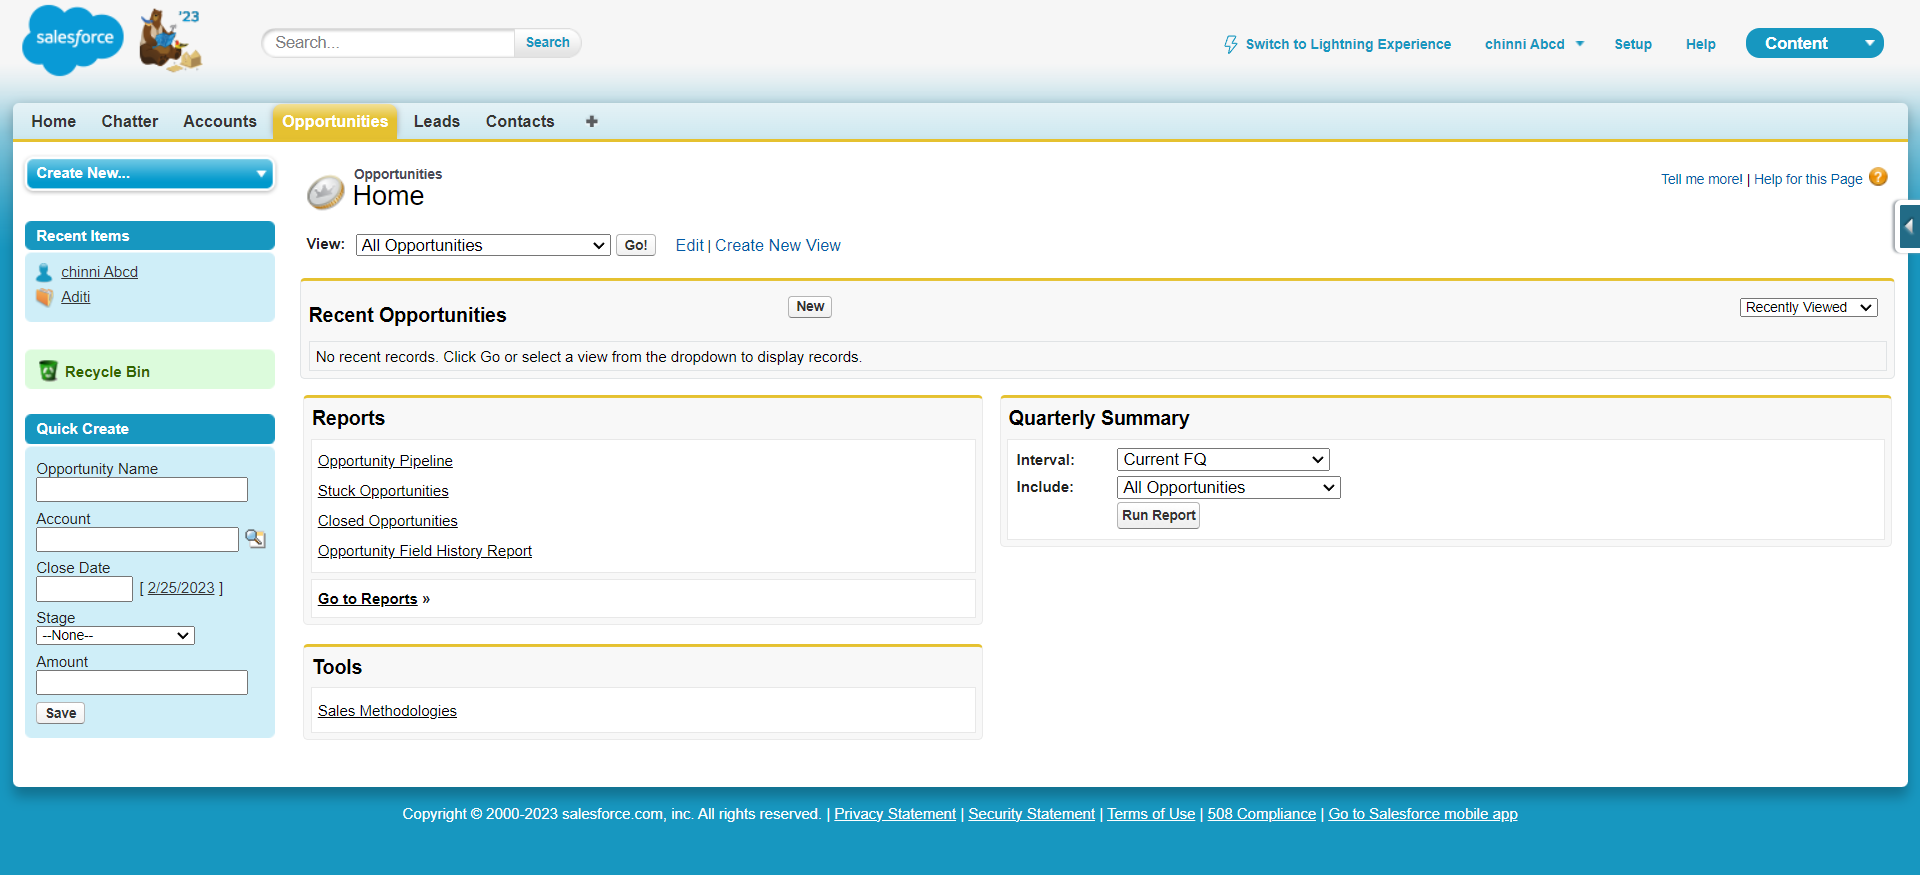 salesforce
'23
Search...
Search
Switch to Lightning Experience
chinni Abcd
Setup
Help
Content
Home
Chatter
Accounts
Opportunities
Leads
Contacts
Create New...
Recent Items
chinni Abcd
Aditi
Recycle Bin
Quick Create
Opportunity Name
Account
Close Date
[ 2/25/2023 ]
Stage
--None--
Amount
Save
Opportunities
Home
Tell me more! | Help for this Page
View: All Opportunities Go! Edit | Create New View
Recent Opportunities
New
Recently Viewed
No recent records. Click Go or select a view from the dropdown to display records.
Reports
Opportunity Pipeline
Stuck Opportunities
Closed Opportunities
Opportunity Field History Report
Go to Reports »
Tools
Sales Methodologies
Quarterly Summary
Interval: Current FQ
Include: All Opportunities
Run Report
Copyright © 2000-2023 salesforce.com, inc. All rights reserved. | Privacy Statement | Security Statement | Terms of Use | 508 Compliance | Go to Salesforce mobile app